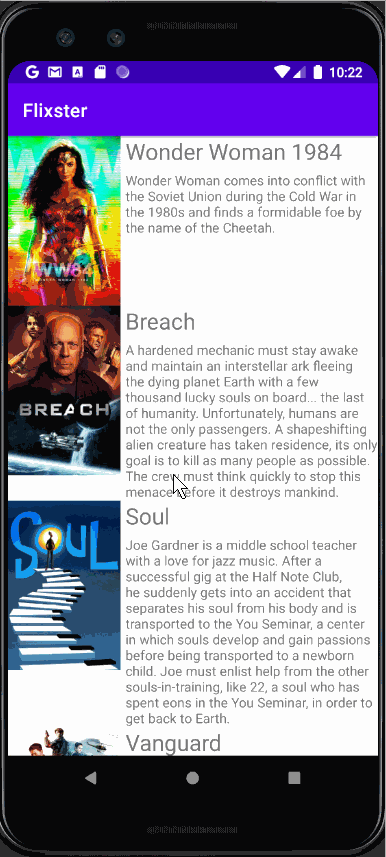 10:22
Flixster
Wonder Woman 1984
Wonder Woman comes into conflict with
the Soviet Union during the Cold War in
the 1980s and finds a formidable foe by
the name of the Cheetah.
WW84
Breach
A hardened mechanic must stay awake
and maintain an interstellar ark fleeing
the dying planet Earth with a few
thousand lucky souls on board... the last
of humanity. Unfortunately, humans are
not the only passengers. A shapeshifting
alien creature has taken residence, its only
goal is to kill as many people as possible.
The crew must think quickly to stop this
menace before it destroys mankind.
BREACH
Soul
Joe Gardner is a middle school teacher
with a love for jazz music. After a
successful gig at the Half Note Club,
he suddenly gets into an accident that
separates his soul from his body and is
transported to the You Seminar, a center
in which souls develop and gain passions
before being transported to a newborn
child. Joe must enlist help from the other
souls-in-training, like 22, a soul who has
spent eons in the You Seminar, in order to
get back to Earth.
SOUL
Vanguard